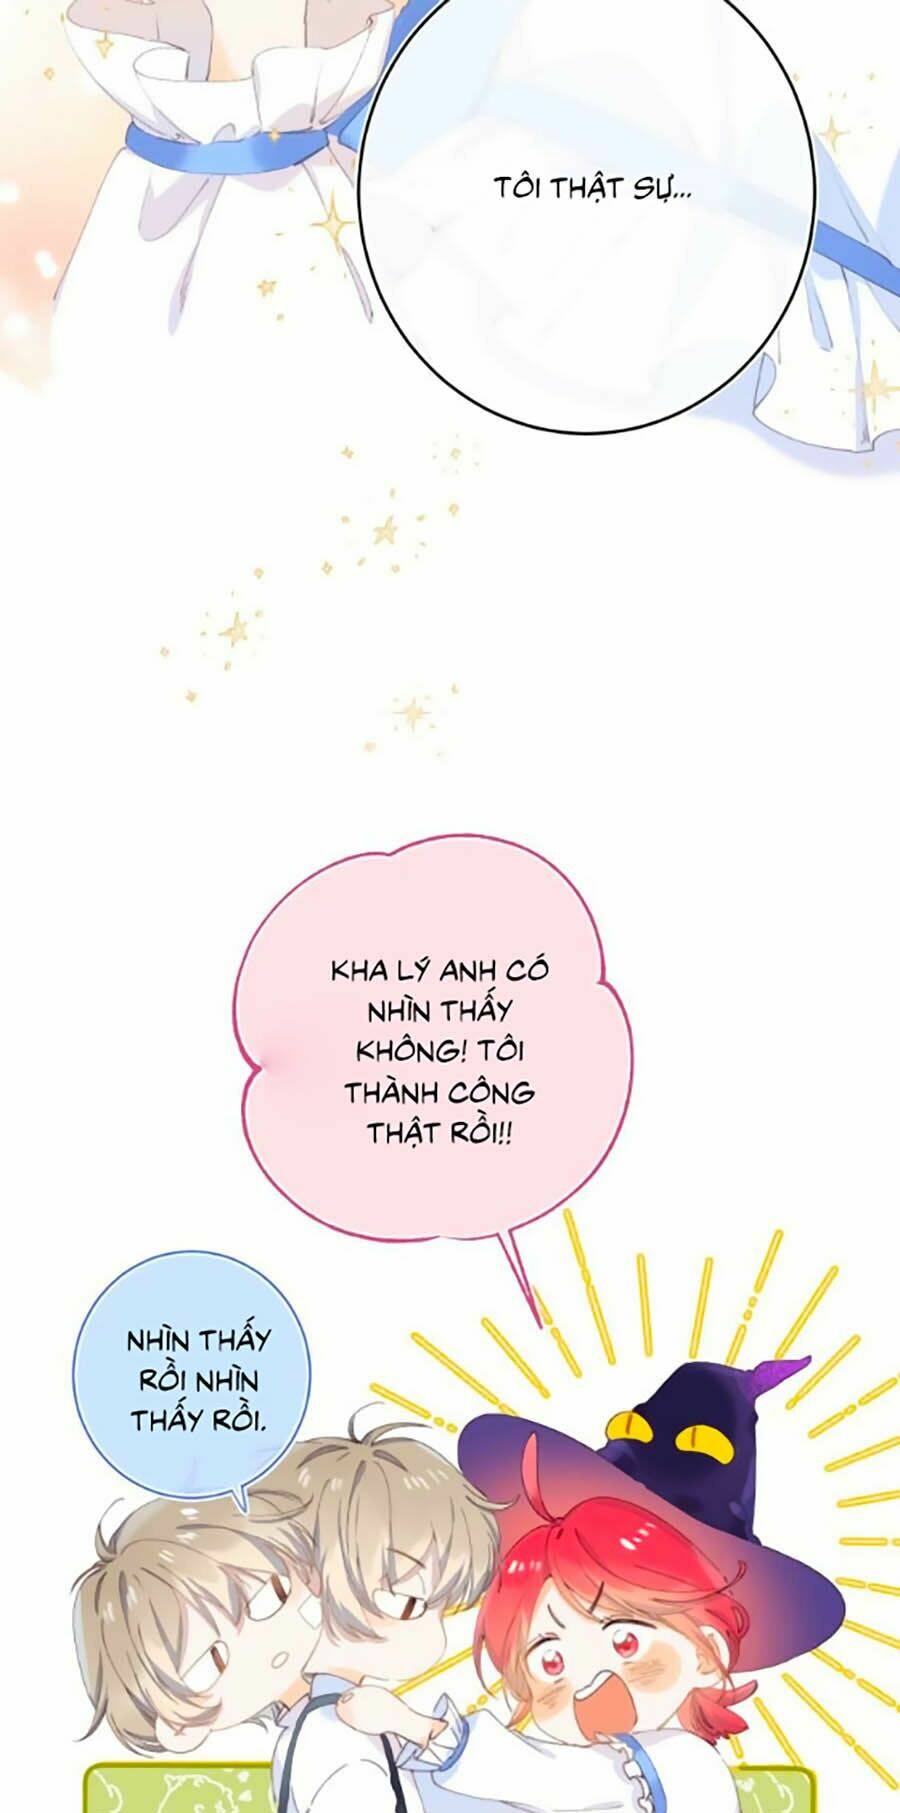 TÔI THẬT SỰ...
KHA LÝ ANH CÓ
NHÌN THẤY
KHÔNG! TÔI
THÀNH CÔNG
THẬT RỒI!!
NHÌN THẤY
RỒI NHÌN
THẤY RỒI.